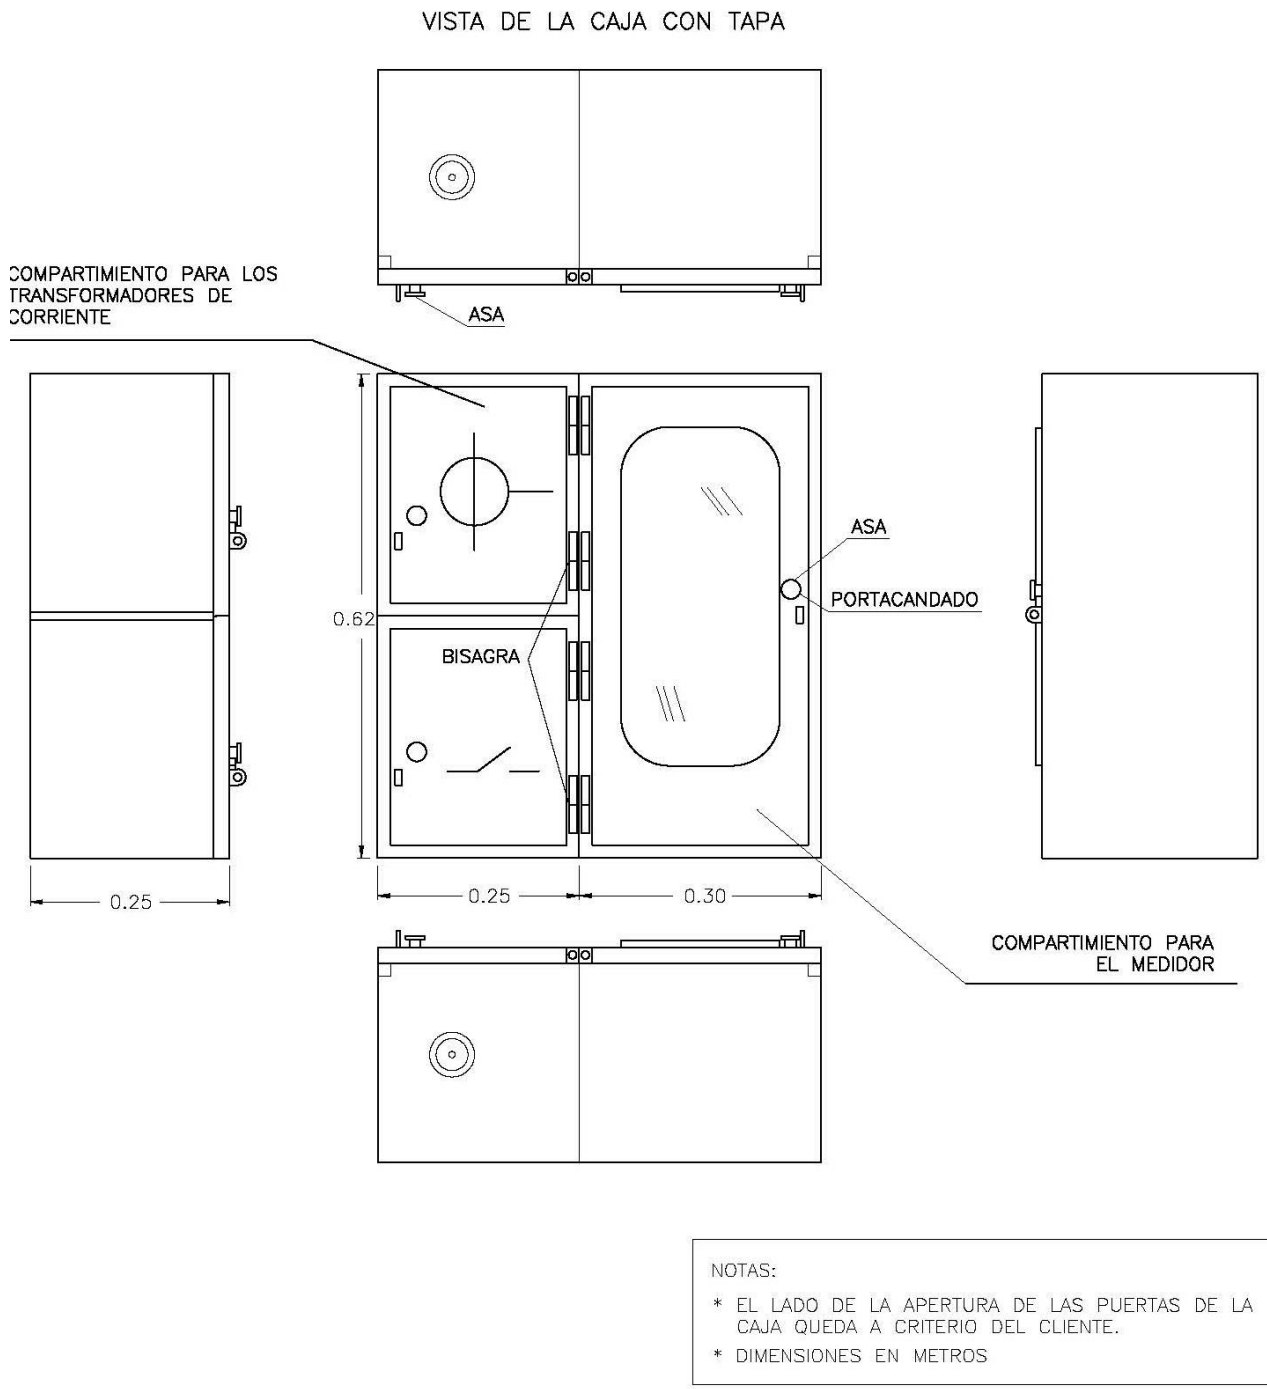 VISTA DE LA CAJA CON TAPA
COMPARTIMIENTO PARA LOS
TRANSFORMADORES DE
CORRIENTE
ASA
ASA
PORTACANDADO
0.62
BISAGRA
0.25
0.25
0.30
COMPARTIMIENTO PARA
EL MEDIDOR
NOTAS:
* EL LADO DE LA APERTURA DE LAS PUERTAS DE LA
CAJA QUEDA A CRITERIO DEL CLIENTE.
* DIMENSIONES EN METROS